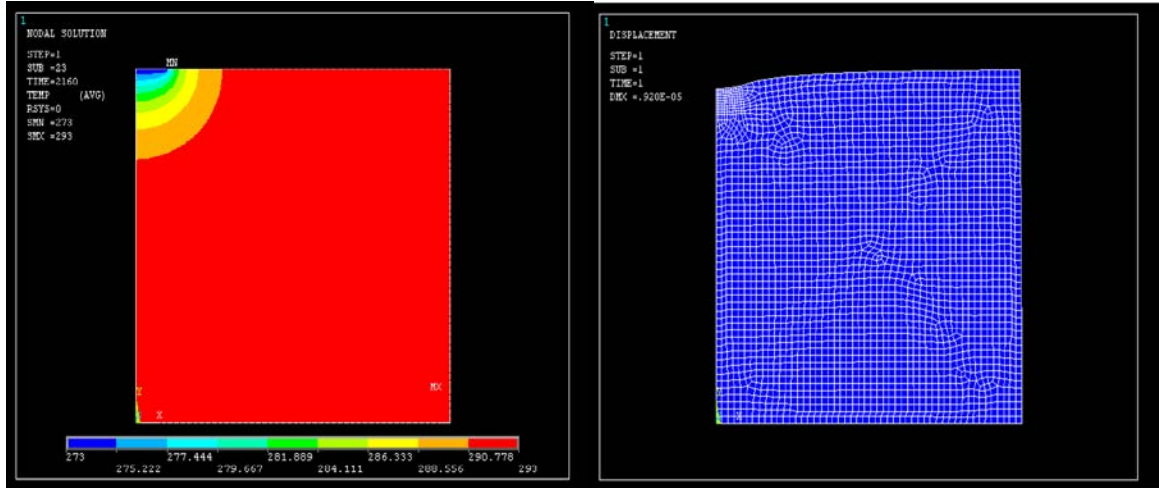 1
NODAL SOLUTION
STEP=1
SUB =23
TIME=2160
TEMP (AVG)
RSYS=0
SMN =273
SMX =293
MN
MX
Y
X
273 277.444 281.889 286.333 290.778
275.222 279.667 284.111 288.556 293
1
DISPLACEMENT
STEP=1
SUB =1
TIME=1
DMX =.920E-05
Y
X